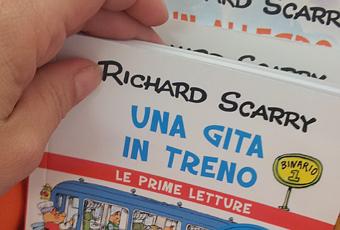 RICHARD SCARRY
UNA GITA
IN TRENO
BINARIO
1
LE PRIME LETTURE